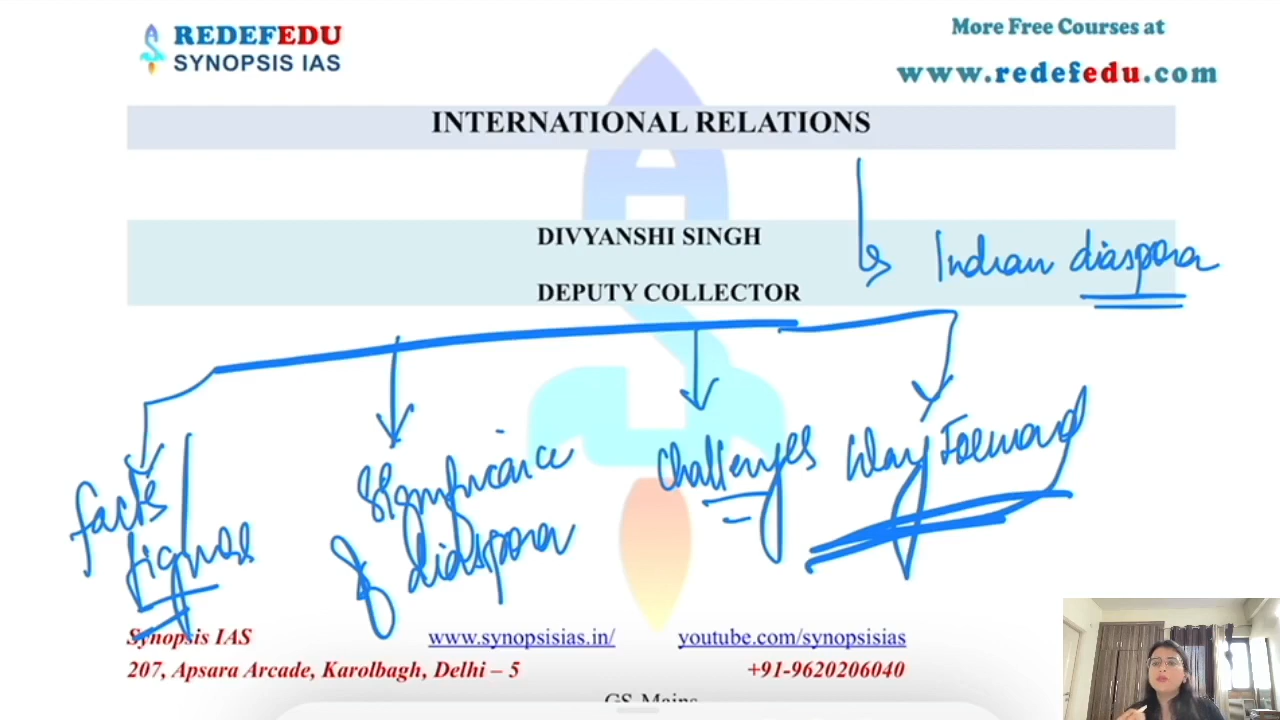 REDEFEDU
SYNOPSIS IAS
More Free Courses at
www.redefedu.com
INTERNATIONAL RELATIONS
DIVYANSHI SINGH
DEPUTY COLLECTOR
Indian diaspora
facts
figures
significance
of diaspora
challenges
Way Forward
Synopsis IAS
www.synopsisias.in/
youtube.com/synopsisias
207, Apsara Arcade, Karolbagh, Delhi – 5
+91-9620206040
GS Mains